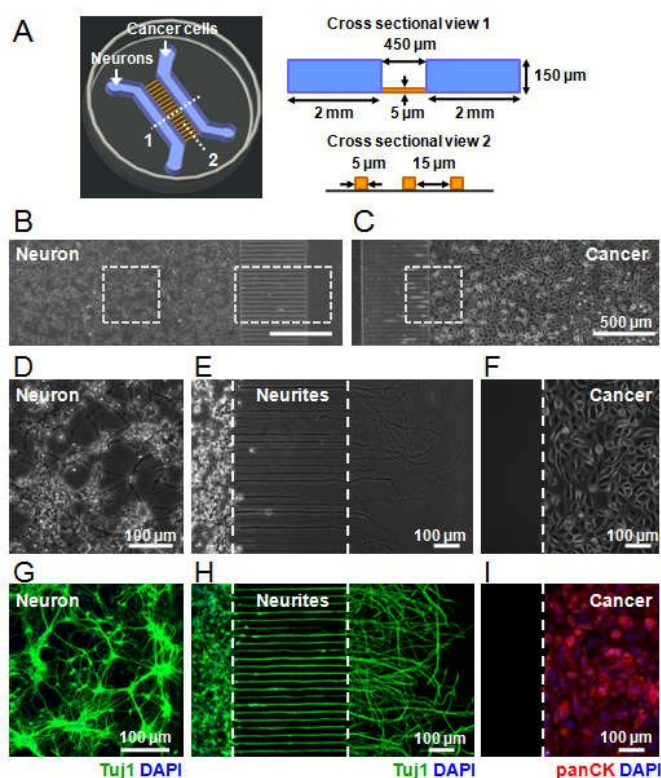 A
Cancer cells
Neurons
1
2
Cross sectional view 1
450 µm
150 µm
2 mm
5 µm
2 mm
Cross sectional view 2
5 µm
15 µm
B
Neuron
C
Cancer
500 µm
D
Neuron
100 µm
E
Neurites
100 µm
F
Cancer
100 µm
G
Neuron
100 µm
Tuj1 DAPI
H
Neurites
100 µm
Tuj1 DAPI
I
Cancer
100 µm
panCK DAPI